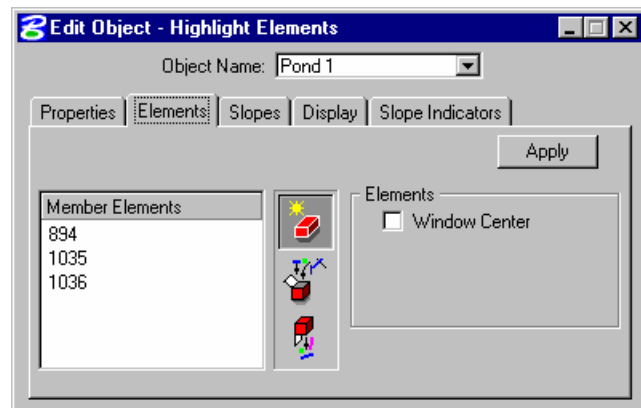 Edit Object - Highlight Elements
Object Name: Pond 1
Properties Elements Slopes Display Slope Indicators
Apply
Member Elements
894
1035
1036
Elements
Window Center